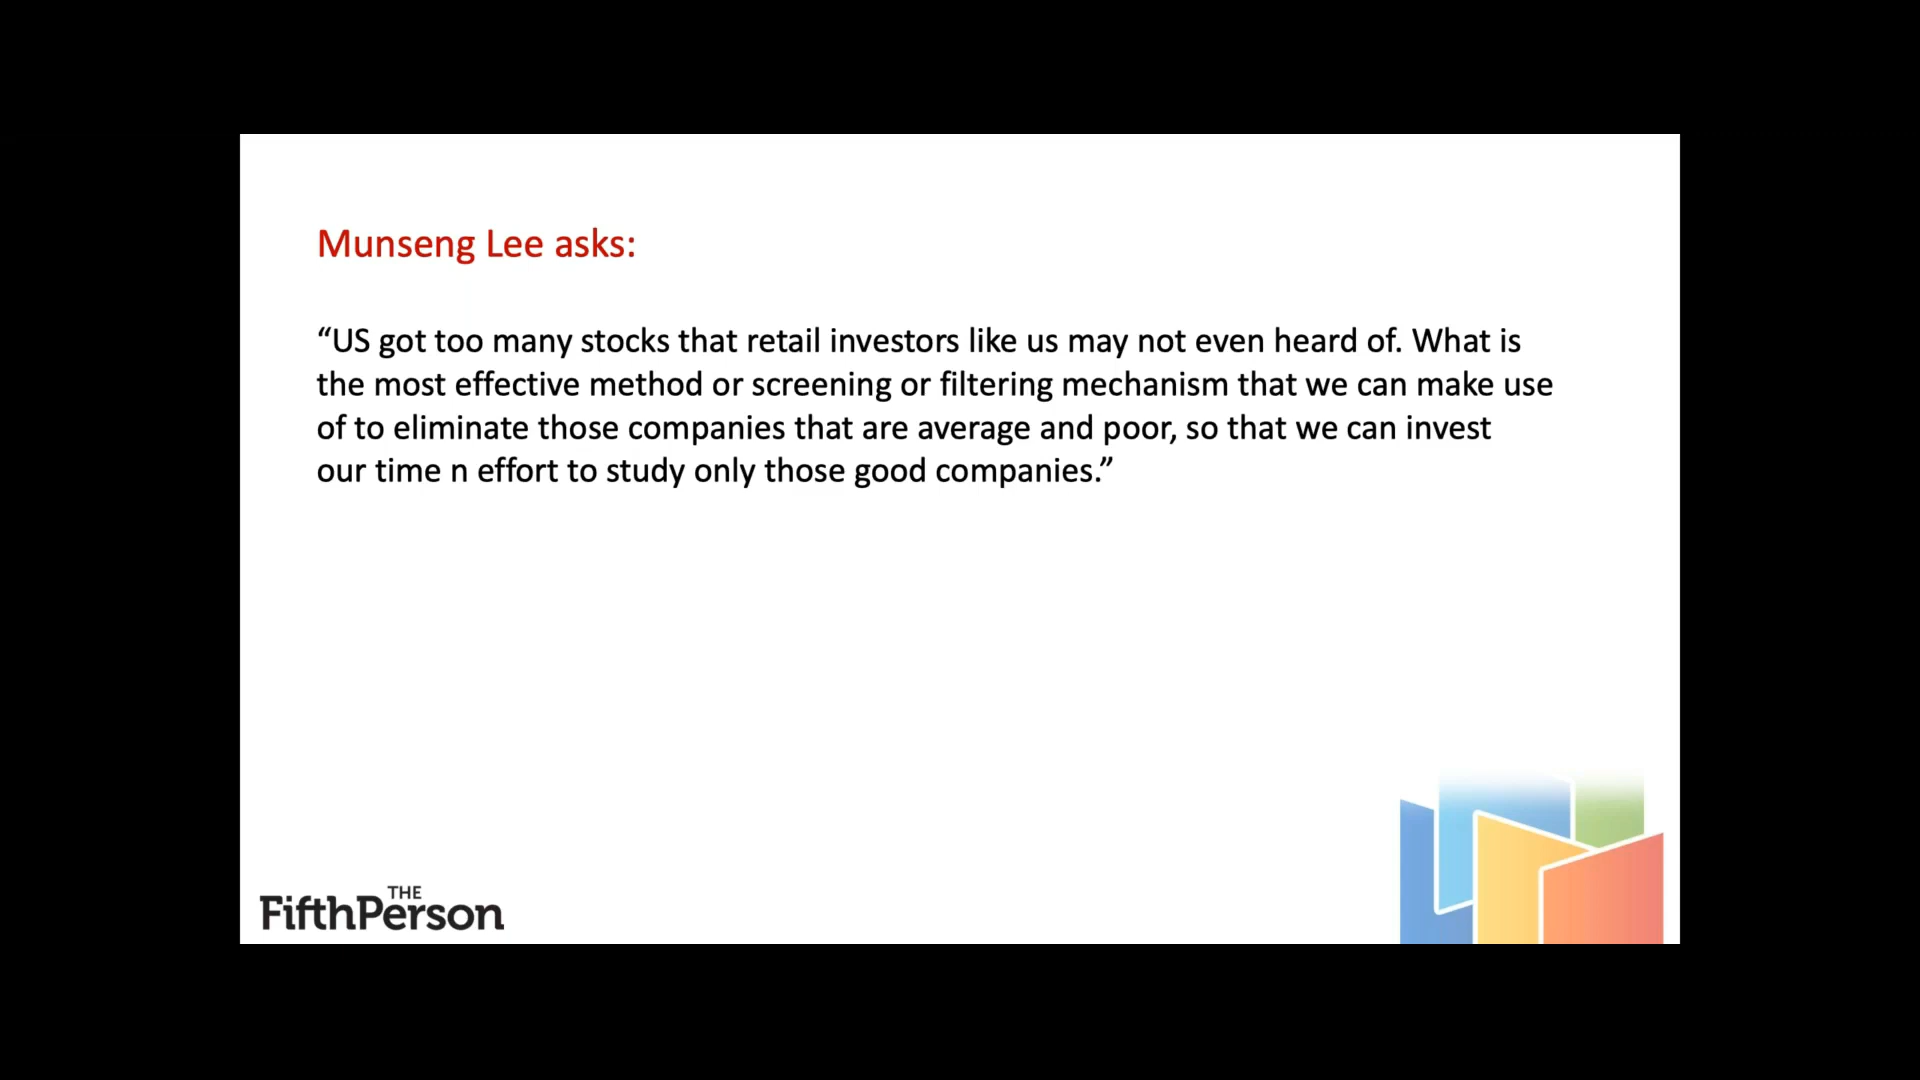 Munseng Lee asks:
“US got too many stocks that retail investors like us may not even heard of. What is
the most effective method or screening or filtering mechanism that we can make use
of to eliminate those companies that are average and poor, so that we can invest
our time n effort to study only those good companies.”
THE
FifthPerson